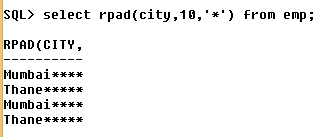 SQL> select rpad(city,10,'*') from emp;
RPAD(CITY,
----------
Mumbai****
Thane*****
Mumbai****
Thane*****